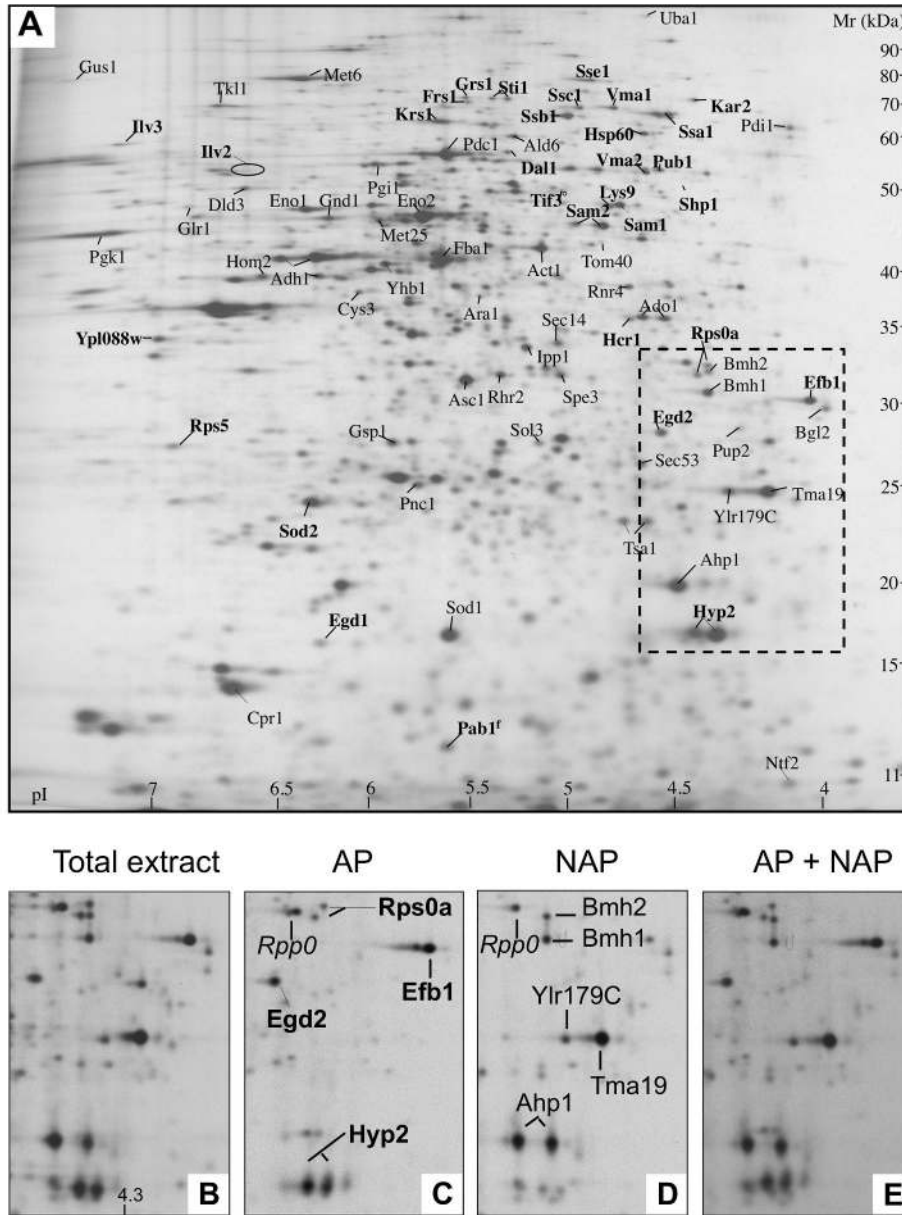 A
Mr (kDa)
Uba1
90
Gus1
Met6
Sse1
80
Tkl1
Grs1
Frs1
Sti1
Ssc1
Vma1
Kar2
70
Krs1
Ssb1
Ssa1
Pdi1
Ilv3
Hsp60
60
Ilv2
Pdc1
Ald6
Dal1
Vma2
Pub1
Pgi1
50
Dld3
Eno1
Gnd1
Eno2
Tif3
Lys9
Shp1
Glr1
Met25
Sam2
Sam1
Pgk1
Hom2
Fba1
Act1
Tom40
Adh1
Yhb1
40
Cys3
Ara1
Rnr4
Ado1
Ypl088w
Sec14
Hcr1
Rps0a
35
Ipp1
Bmh2
Asc1
Rhr2
Spe3
Bmh1
Efb1
30
Rps5
Gsp1
Sol3
Egd2
Pup2
Bgl2
Sec53
25
Pnc1
Ylr179C
Tma19
Sod2
Tsa1
Ahp1
20
Egd1
Sod1
Hyp2
15
Cpr1
Pab1f
Ntf2
11
pI 7 6.5 6 5.5 5 4.5 4
Total extract AP NAP AP + NAP
Rps0a
Rpp0
Efb1
Egd2
Hyp2
Bmh2
Rpp0
Bmh1
Ylr179C
Tma19
Ahp1
4.3
B C D E